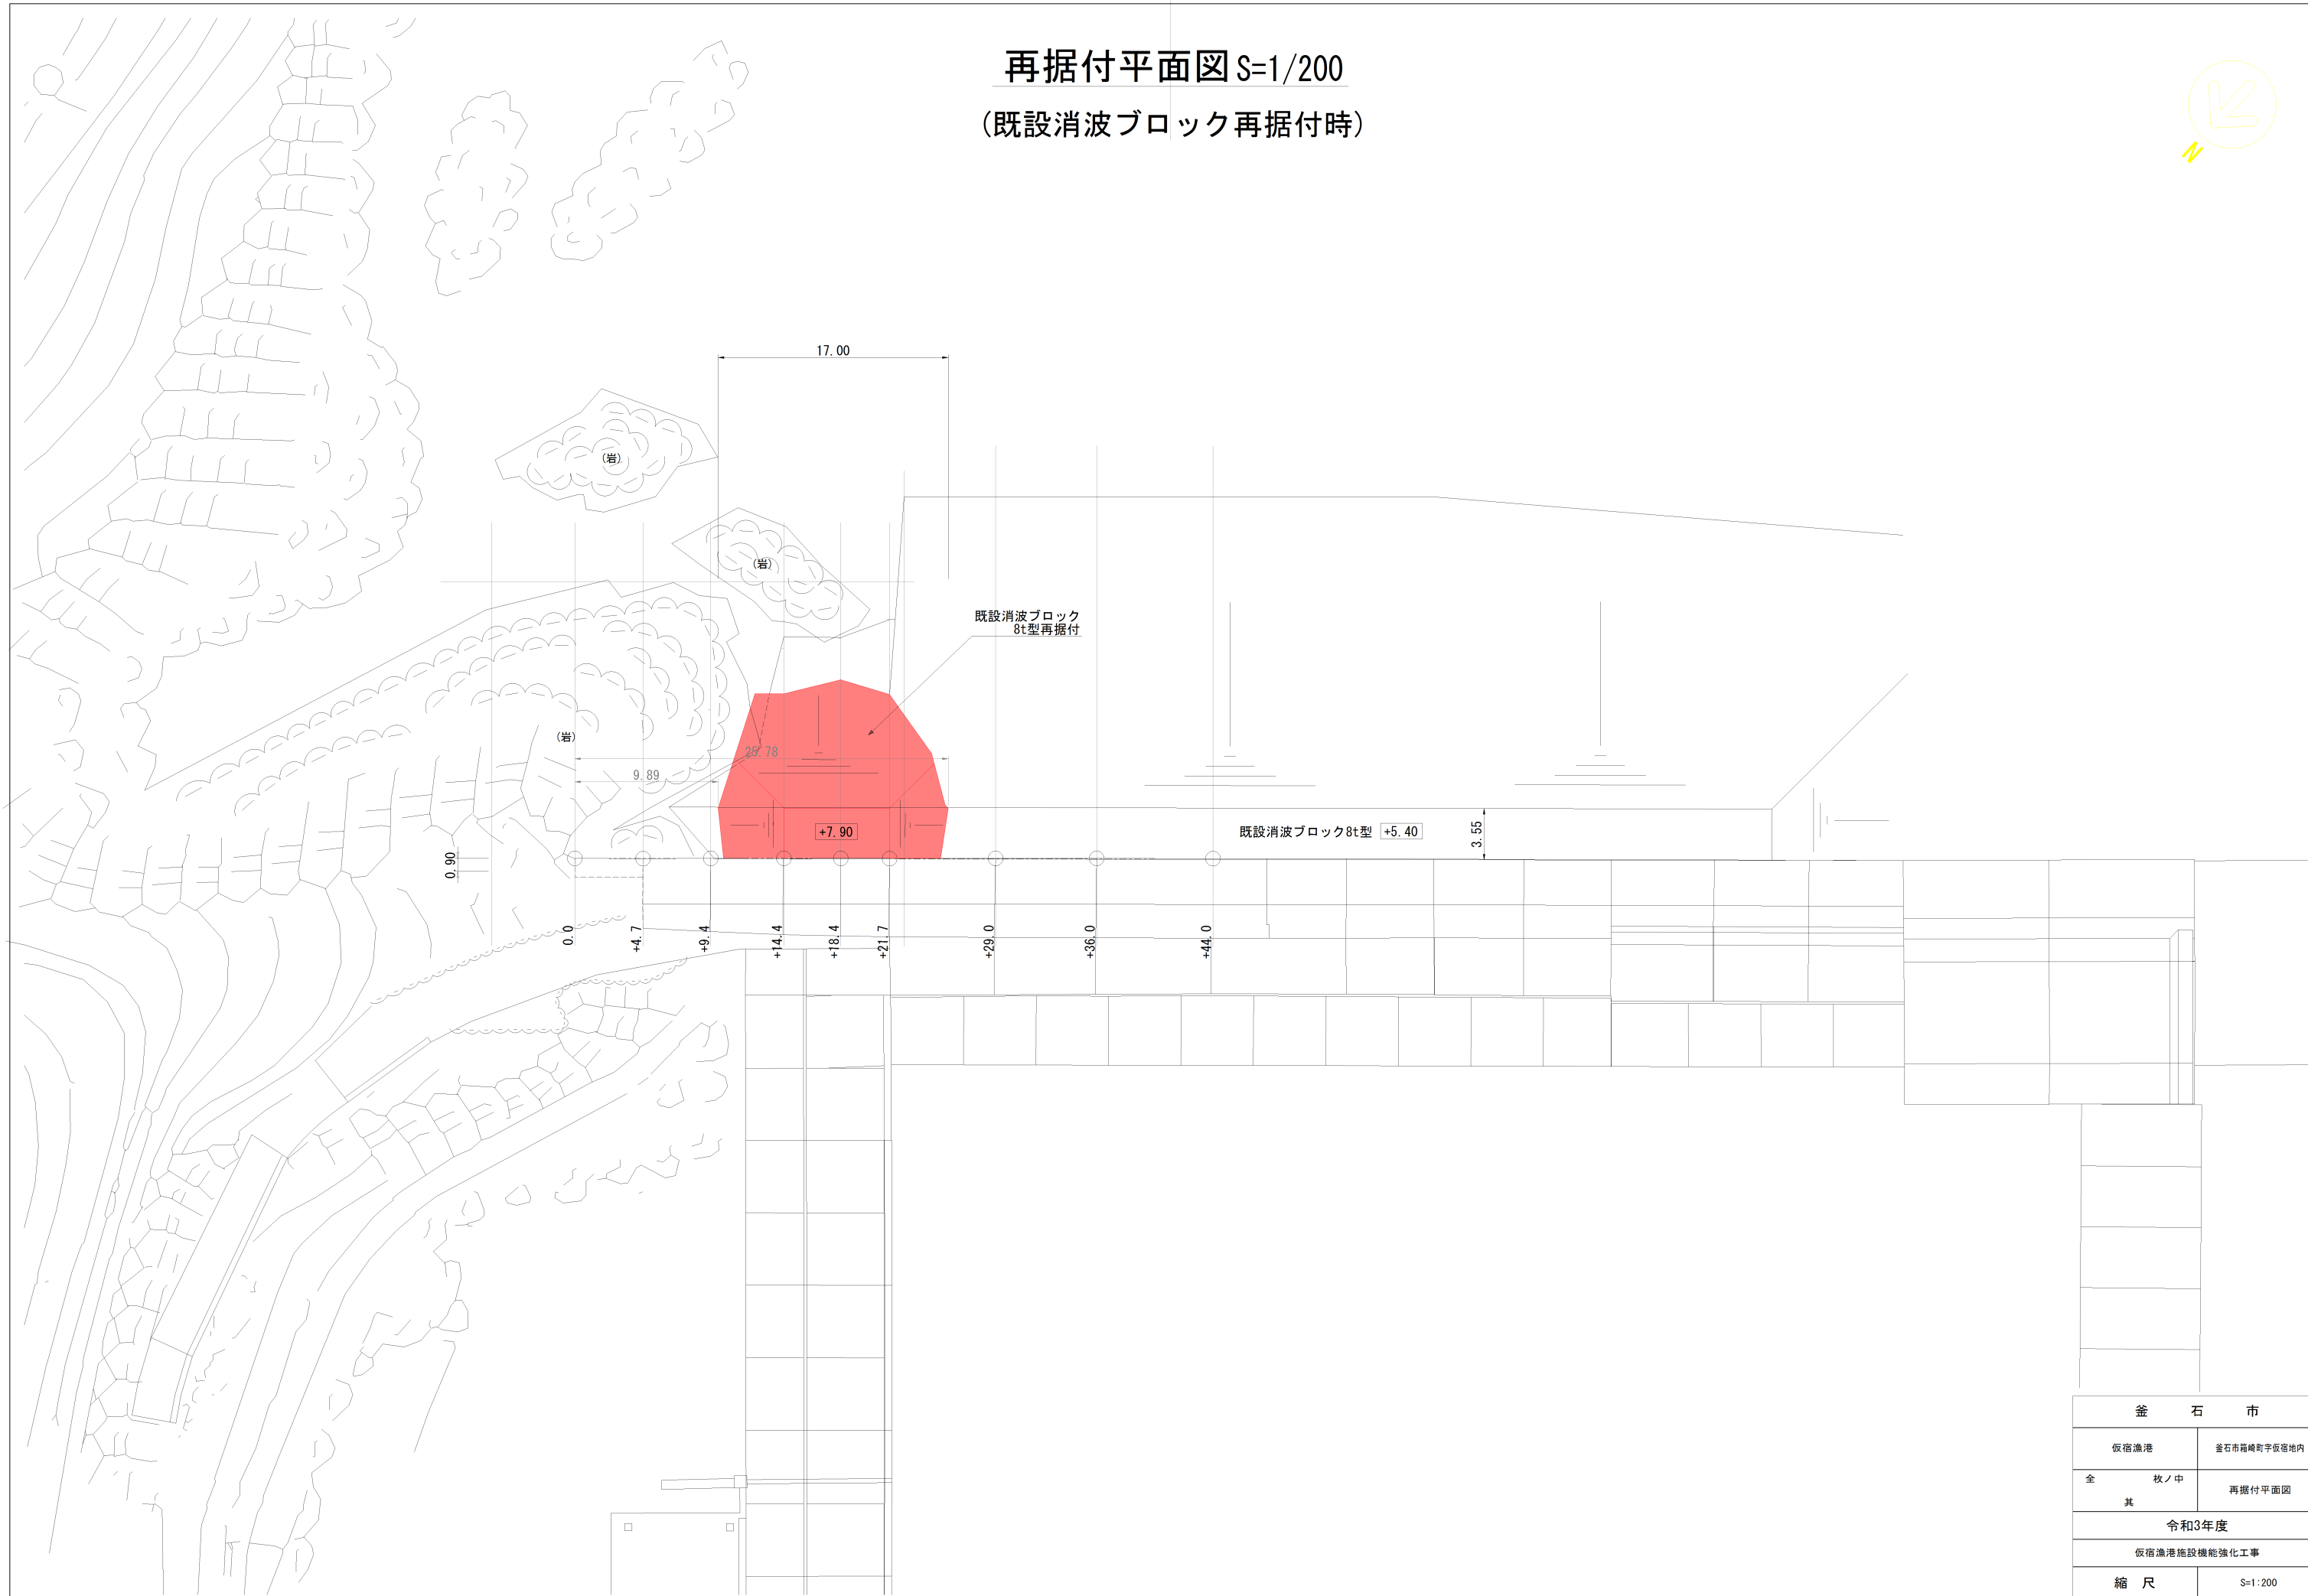 再据付平面図 S=1/200
(既設消波ブロック再据付時)
N
17.00
(岩)
(岩)
既設消波ブロック
8t型再据付
(岩)
25.78
9.89
+7.90
既設消波ブロック8t型 +5.40
3.55
0.90
0.0
+4.7
+9.4
+14.4
+18.4
+21.7
+29.0
+36.0
+44.0
釜 石 市
仮宿漁港 釜石市箱崎町字仮宿地内
全 枚ノ中
其
再据付平面図
令和3年度
仮宿漁港施設機能強化工事
縮 尺 S=1:200